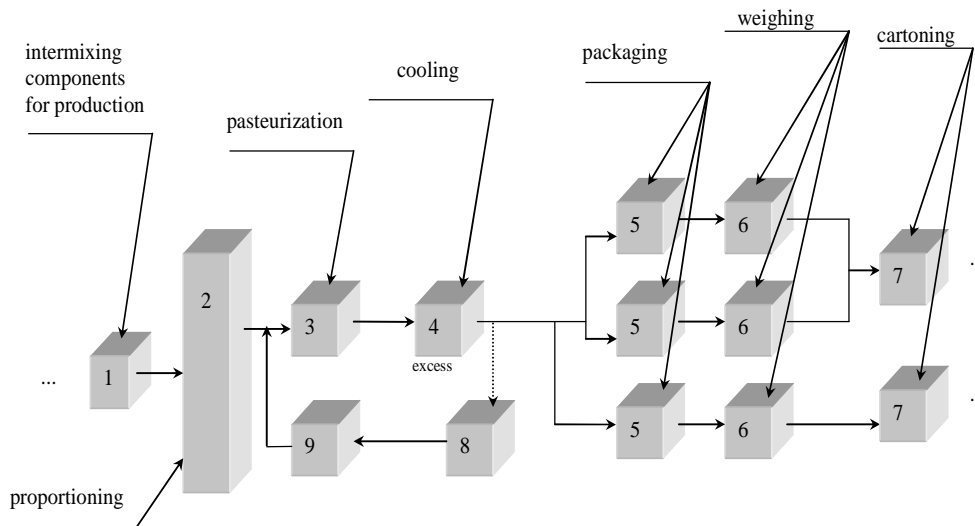 intermixing
components
for production
pasteurization
cooling
packaging
weighing
cartoning
5
6
5
6
7
2
3
4
excess
1
...
9
8
5
6
7
proportioning
.
.